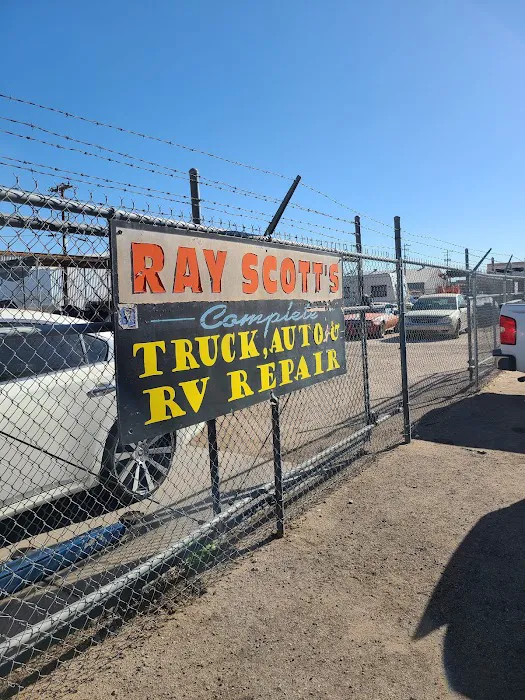 RAY SCOTT'S
Complete
TRUCK, AUTO &
RV REPAIR